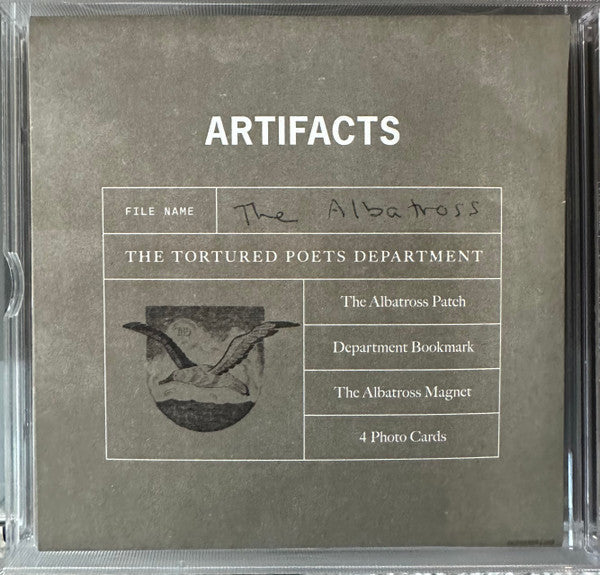 ARTIFACTS
FILE NAME
The Albatross
THE TORTURED POETS DEPARTMENT
The Albatross Patch
Department Bookmark
The Albatross Magnet
4 Photo Cards